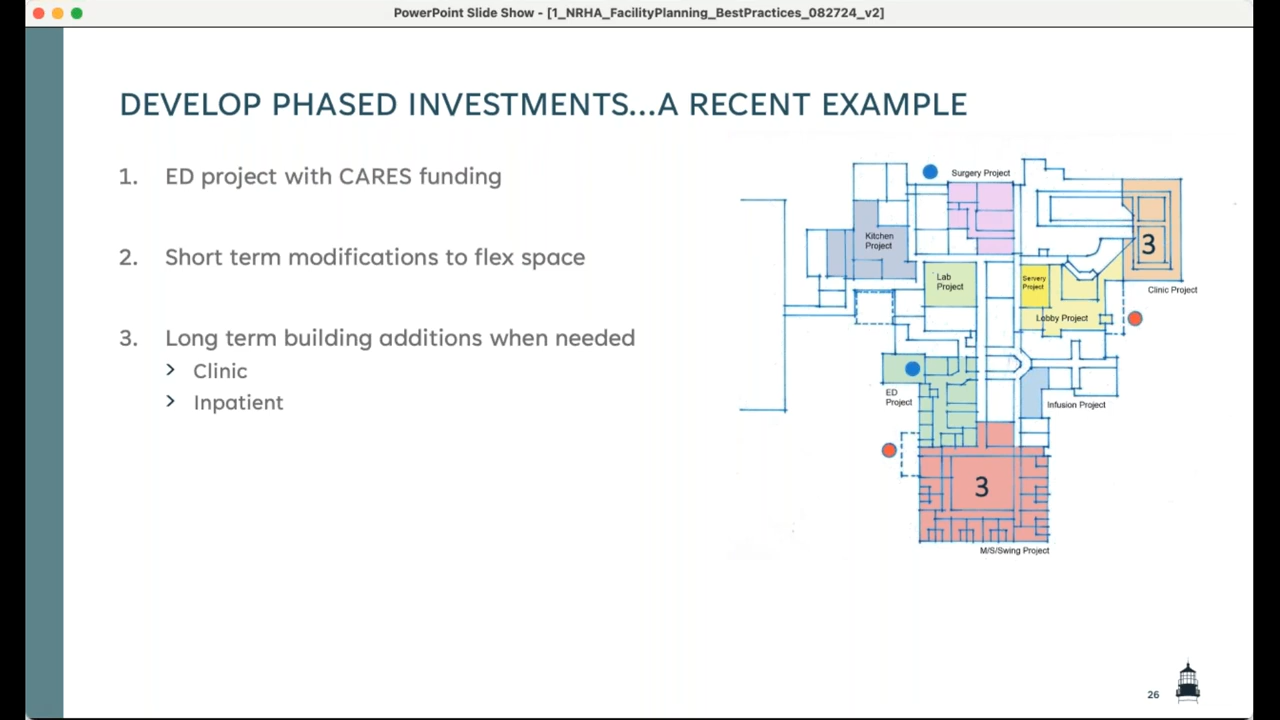 PowerPoint Slide Show - [1_NRHA_FacilityPlanning_BestPractices_082724_v2]
DEVELOP PHASED INVESTMENTS...A RECENT EXAMPLE
1. ED project with CARES funding
2. Short term modifications to flex space
3. Long term building additions when needed
> Clinic
> Inpatient
Surgery Project
Kitchen
Project
3
Lab
Project
Servery
Project
Clinic Project
Lobby Project
ED
Project
Infusion Project
3
M/S/Swing Project
26